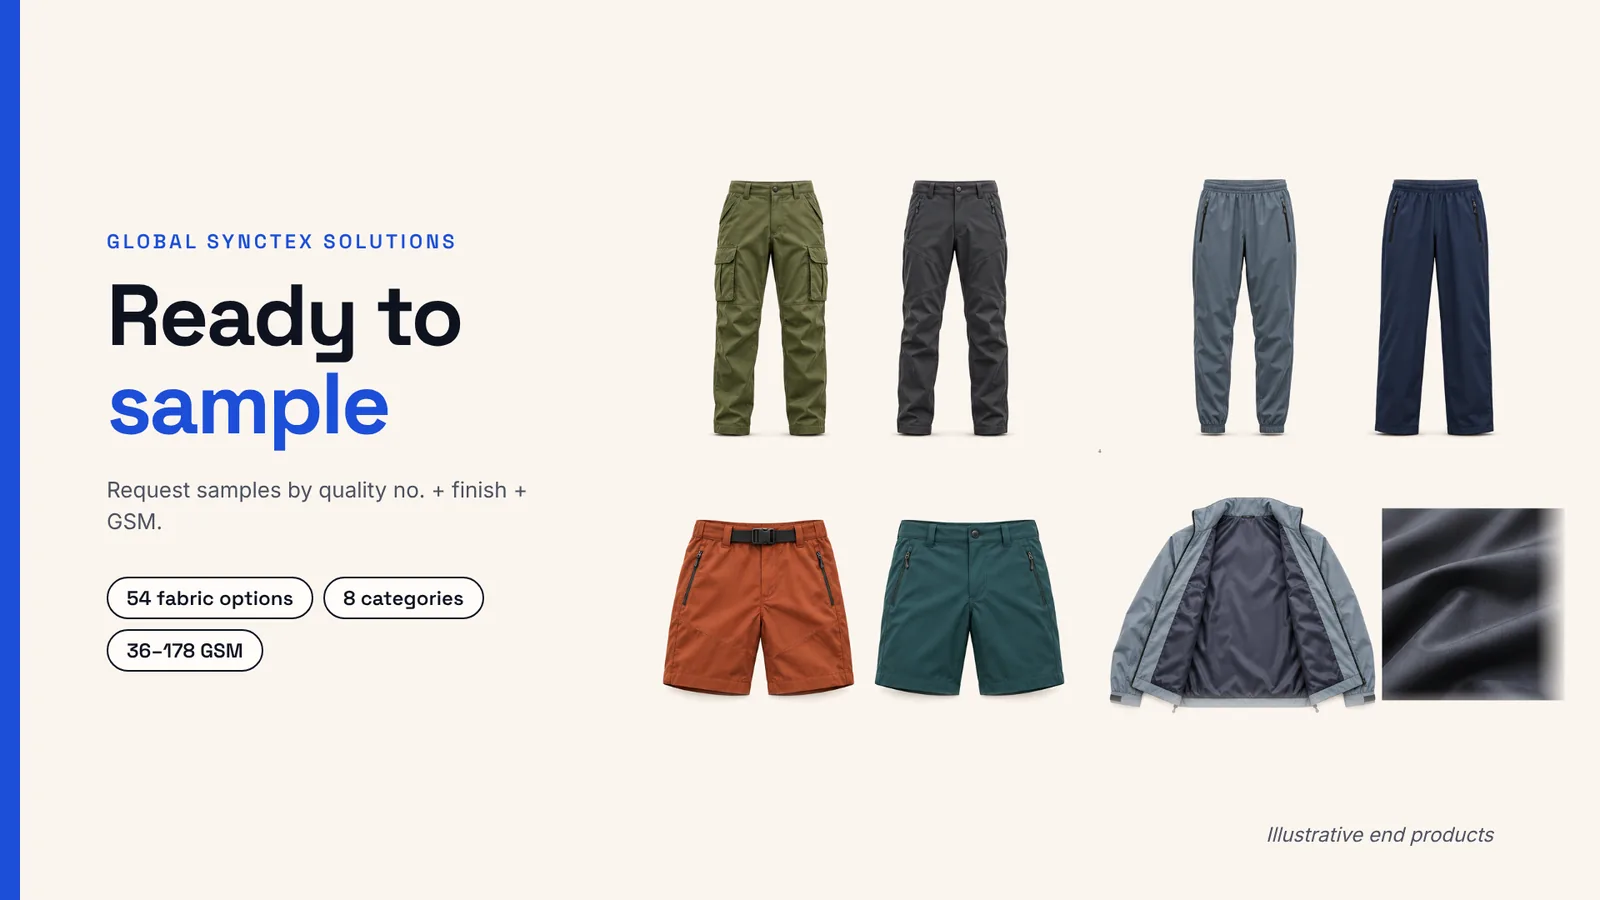 GLOBAL SYNCTEX SOLUTIONS
Ready to
sample
Request samples by quality no. + finish +
GSM.
54 fabric options
8 categories
36–178 GSM
Illustrative end products